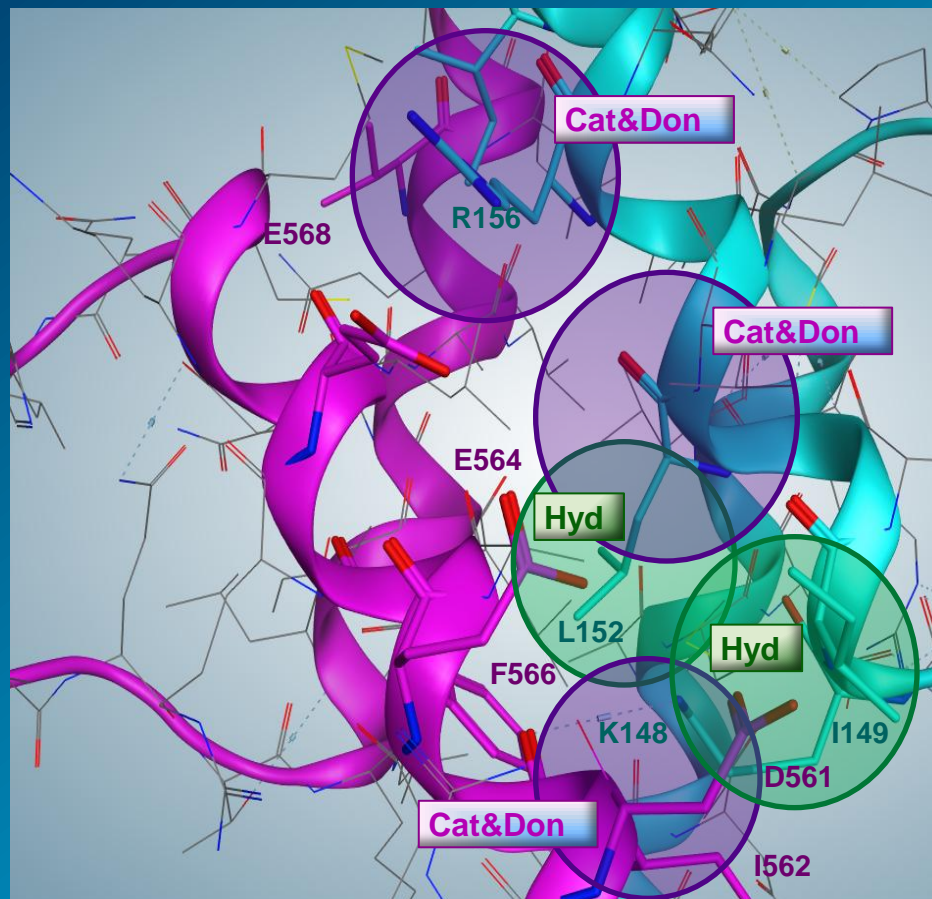 Cat&Don
R156
E568
Cat&Don
E564
Hyd
L152
Hyd
F566
K148
I149
D561
Cat&Don
I562